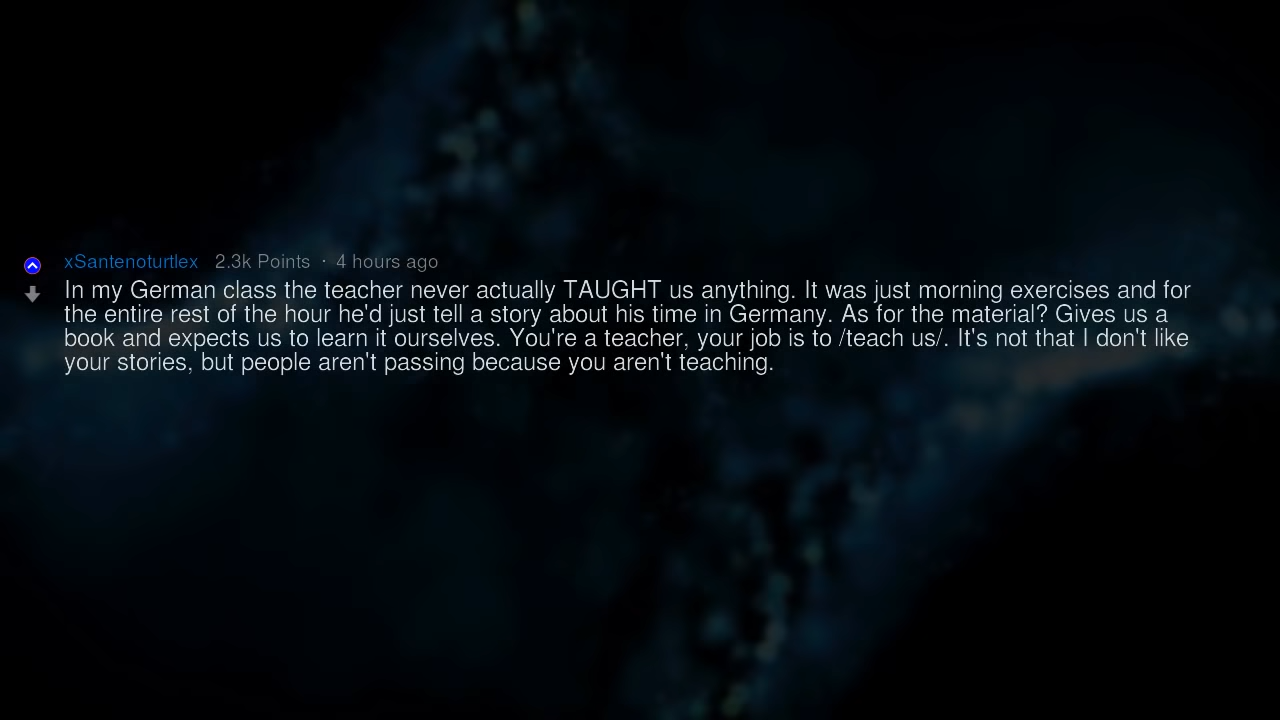 xSantenoturtlex 2.3k Points · 4 hours ago
In my German class the teacher never actually TAUGHT us anything. It was just morning exercises and for
the entire rest of the hour he'd just tell a story about his time in Germany. As for the material? Gives us a
book and expects us to learn it ourselves. You're a teacher, your job is to /teach us/. It's not that I don't like
your stories, but people aren't passing because you aren't teaching.